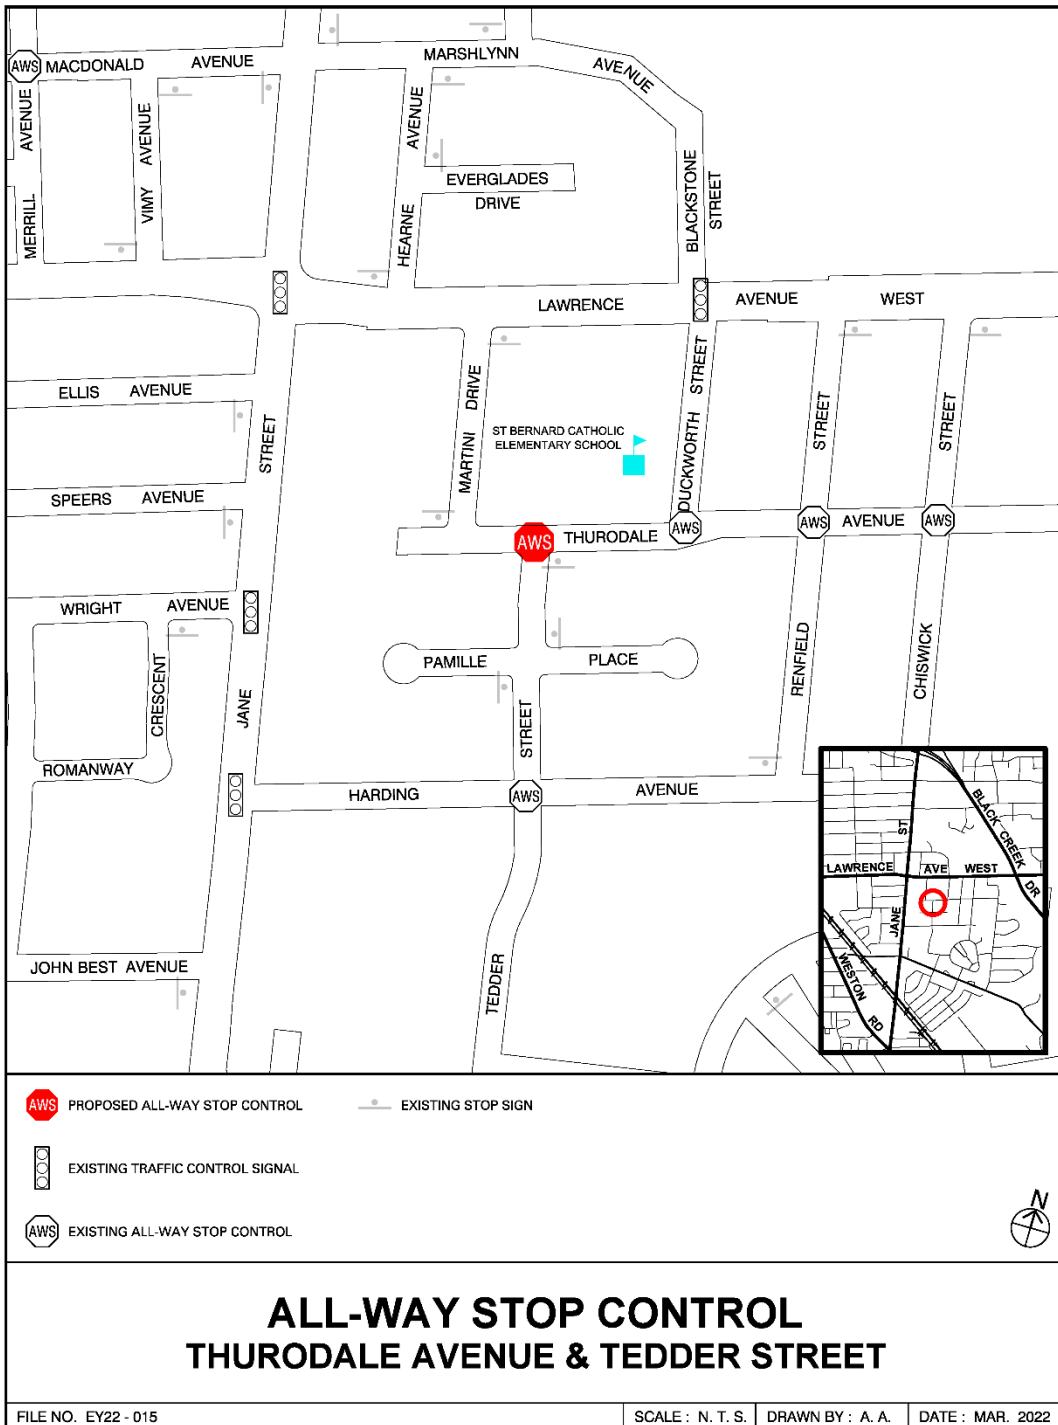 AWS
MACDONALD AVENUE
MARSHLYNN AVENUE
MERRILL AVENUE
VIMY AVENUE
HEARNE AVENUE
EVERGLADES
DRIVE
BLACKSTONE
STREET
LAWRENCE AVENUE WEST
ELLIS AVENUE
SPEERS AVENUE
STREET
MARTINI DRIVE
ST BERNARD CATHOLIC
ELEMENTARY SCHOOL
DUCKWORTH STREET
STREET
STREET
AWS
THURODALE
AWS
AWS
AVENUE
AWS
WRIGHT AVENUE
CRESCENT
ROMANWAY
JANE
PAMILLE PLACE
RENFIELD
CHISWICK
STREET
HARDING
AWS
AVENUE
TEDDER
JOHN BEST AVENUE
ST
BLACK CREEK
DR
LAWRENCE AVE WEST
JANE
WESTON
RD
AWS PROPOSED ALL-WAY STOP CONTROL
EXISTING STOP SIGN
EXISTING TRAFFIC CONTROL SIGNAL
AWS EXISTING ALL-WAY STOP CONTROL
N
ALL-WAY STOP CONTROL
THURODALE AVENUE & TEDDER STREET
FILE NO. EY22 - 015
SCALE : N. T. S.
DRAWN BY : A. A.
DATE : MAR. 2022